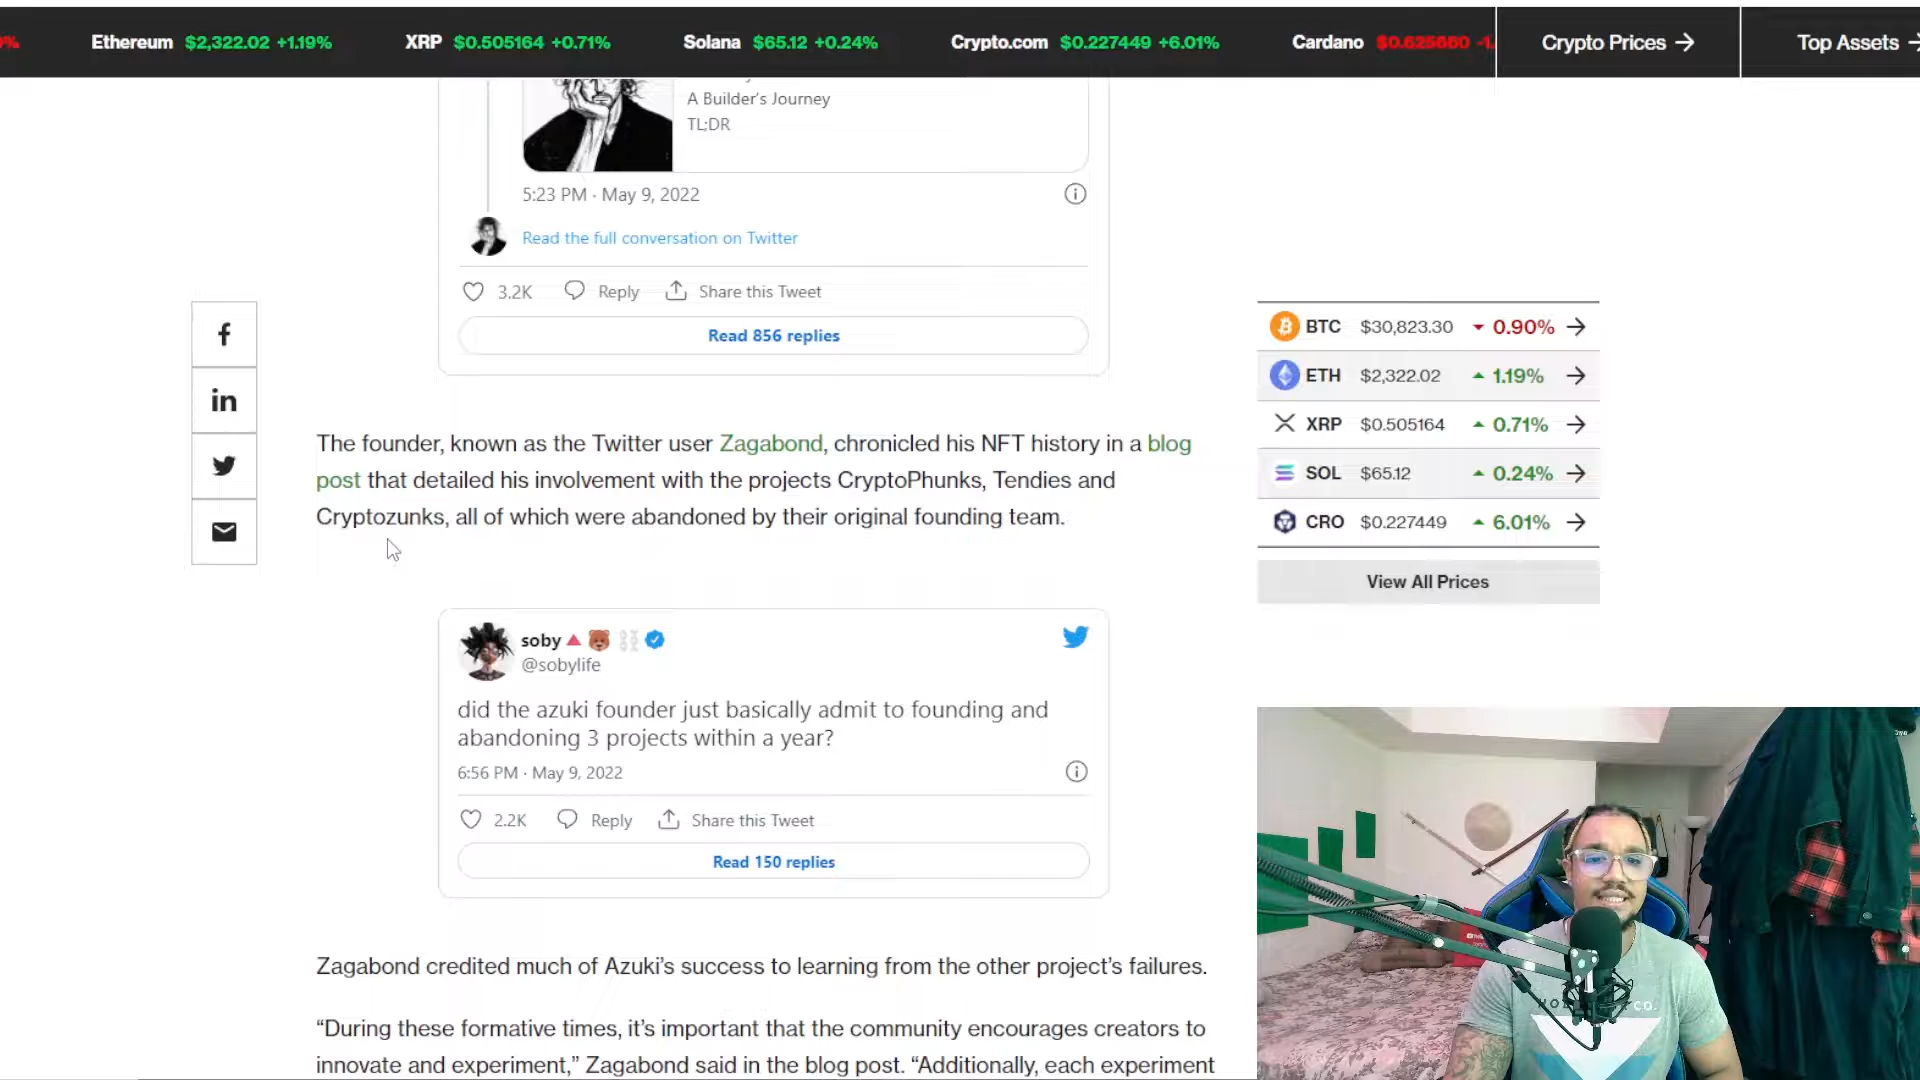 Ethereum $2,322.02 +1.19% XRP $0.505164 +0.71% Solana $65.12 +0.24% Crypto.com $0.227449 +6.01% Cardano $0.625680 -1. Crypto Prices → Top Assets →
A Builder's Journey
TL;DR
5:23 PM · May 9, 2022
Read the full conversation on Twitter
3.2K Reply Share this Tweet
Read 856 replies
The founder, known as the Twitter user Zagabond, chronicled his NFT history in a blog
post that detailed his involvement with the projects CryptoPhunks, Tendies and
Cryptozunks, all of which were abandoned by their original founding team.
soby
@sobylife
did the azuki founder just basically admit to founding and
abandoning 3 projects within a year?
6:56 PM · May 9, 2022
2.2K Reply Share this Tweet
Read 150 replies
Zagabond credited much of Azuki's success to learning from the other project's failures.
“During these formative times, it's important that the community encourages creators to
innovate and experiment,” Zagabond said in the blog post. “Additionally, each experiment
BTC $30,823.30 0.90% →
ETH $2,322.02 1.19% →
XRP $0.505164 0.71% →
SOL $65.12 0.24% →
CRO $0.227449 6.01% →
View All Prices